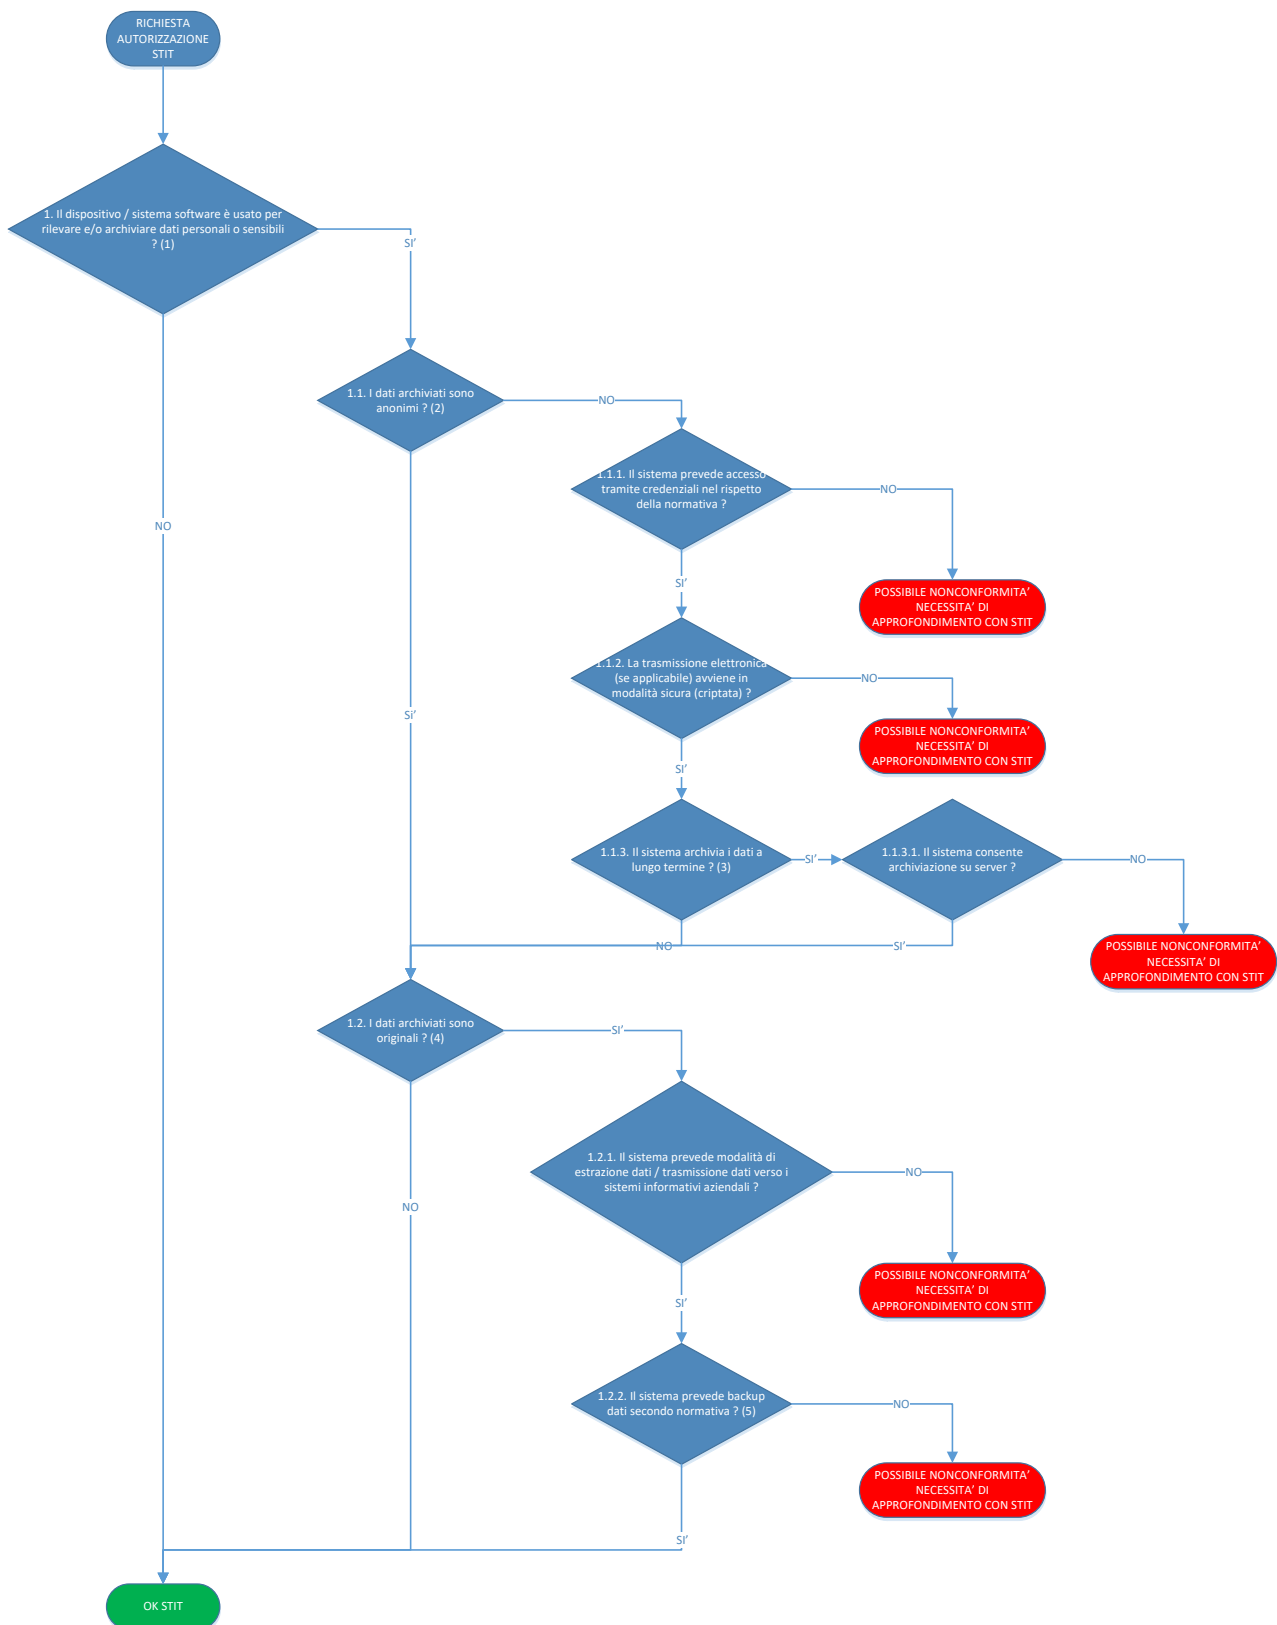 RICHIESTA
AUTORIZZAZIONE
STIT
1. Il dispositivo / sistema software è usato per
rilevare e/o archiviare dati personali o sensibili
? (1)
SI’
1.1. I dati archiviati sono
anonimi ? (2)
NO
1.1.1. Il sistema prevede accesso
tramite credenziali nel rispetto
della normativa ?
NO
NO
SI’
POSSIBILE NONCONFORMITA’
NECESSITA’ DI
APPROFONDIMENTO CON STIT
1.1.2. La trasmissione elettronica
(se applicabile) avviene in
modalità sicura (criptata) ?
NO
Si’
POSSIBILE NONCONFORMITA’
NECESSITA’ DI
APPROFONDIMENTO CON STIT
SI’
1.1.3. Il sistema archivia i dati a
lungo termine ? (3)
SI’
1.1.3.1. Il sistema consente
archiviazione su server ?
NO
NO
SI’
POSSIBILE NONCONFORMITA’
NECESSITA’ DI
APPROFONDIMENTO CON STIT
1.2. I dati archiviati sono
originali ? (4)
SI’
1.2.1. Il sistema prevede modalità di
estrazione dati / trasmissione dati verso i
sistemi informativi aziendali ?
NO
NO
POSSIBILE NONCONFORMITA’
NECESSITA’ DI
APPROFONDIMENTO CON STIT
SI’
1.2.2. Il sistema prevede backup
dati secondo normativa ? (5)
NO
POSSIBILE NONCONFORMITA’
NECESSITA’ DI
APPROFONDIMENTO CON STIT
SI’
OK STIT